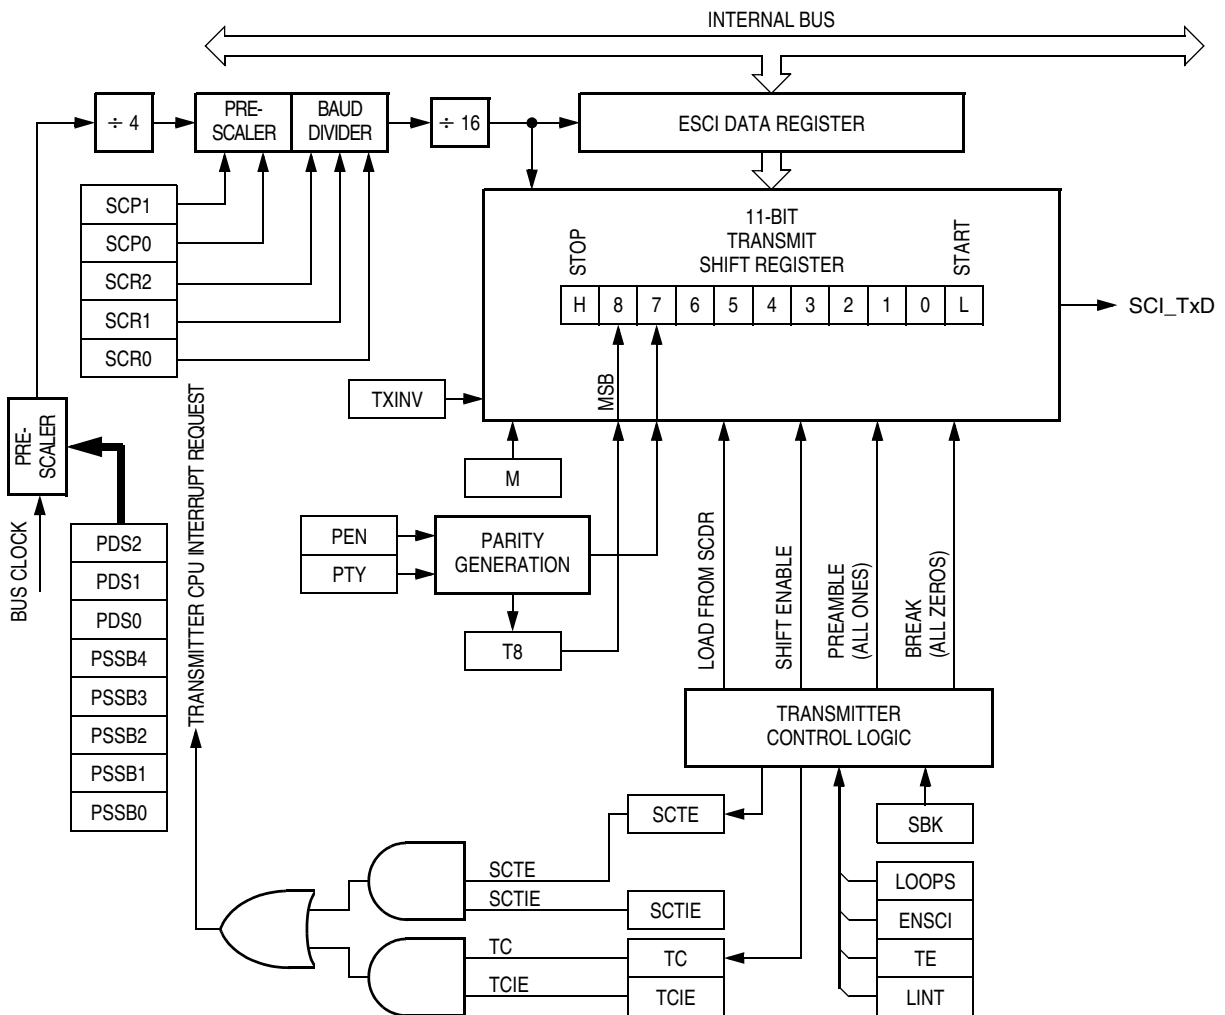 INTERNAL BUS
÷ 4
PRE-
SCALER
BAUD
DIVIDER
÷ 16
ESCI DATA REGISTER
SCP1
SCP0
SCR2
SCR1
SCR0
11-BIT
TRANSMIT
SHIFT REGISTER
STOP
START
H 8 7 6 5 4 3 2 1 0 L
SCI_TxD
MSB
TXINV
M
PRE-
SCALER
BUS CLOCK
TRANSMITTER CPU INTERRUPT REQUEST
PDS2
PDS1
PDS0
PSSB4
PSSB3
PSSB2
PSSB1
PSSB0
PEN
PTY
PARITY
GENERATION
T8
LOAD FROM SCDR
SHIFT ENABLE
PREAMBLE
(ALL ONES)
BREAK
(ALL ZEROS)
TRANSMITTER
CONTROL LOGIC
SCTE
SBK
SCTE
SCTIE
SCTIE
TC
TC
TCIE
TCIE
LOOPS
ENSCI
TE
LINT